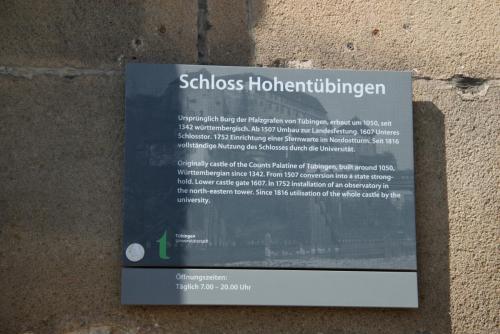 Schloss Hohentübingen
Ursprünglich Burg der Pfalzgrafen von Tübingen, erbaut um 1050, seit
1342 württembergisch. Ab 1507 Umbau zur Landesfestung. 1607 Unteres
Schlosstor. 1752 Einrichtung einer Sternwarte im Nordostturm. Seit 1816
vollständige Nutzung des Schlosses durch die Universität.
Originally castle of the Counts Palatine of Tübingen, built around 1050,
Württembergian since 1342. From 1507 conversion into a state strong-
hold. Lower castle gate 1607. In 1752 installation of an observatory in
the north-eastern tower. Since 1816 utilisation of the whole castle by the
university.
t
Tübingen
Universitätsstadt
Öffnungszeiten:
Täglich 7.00 – 20.00 Uhr